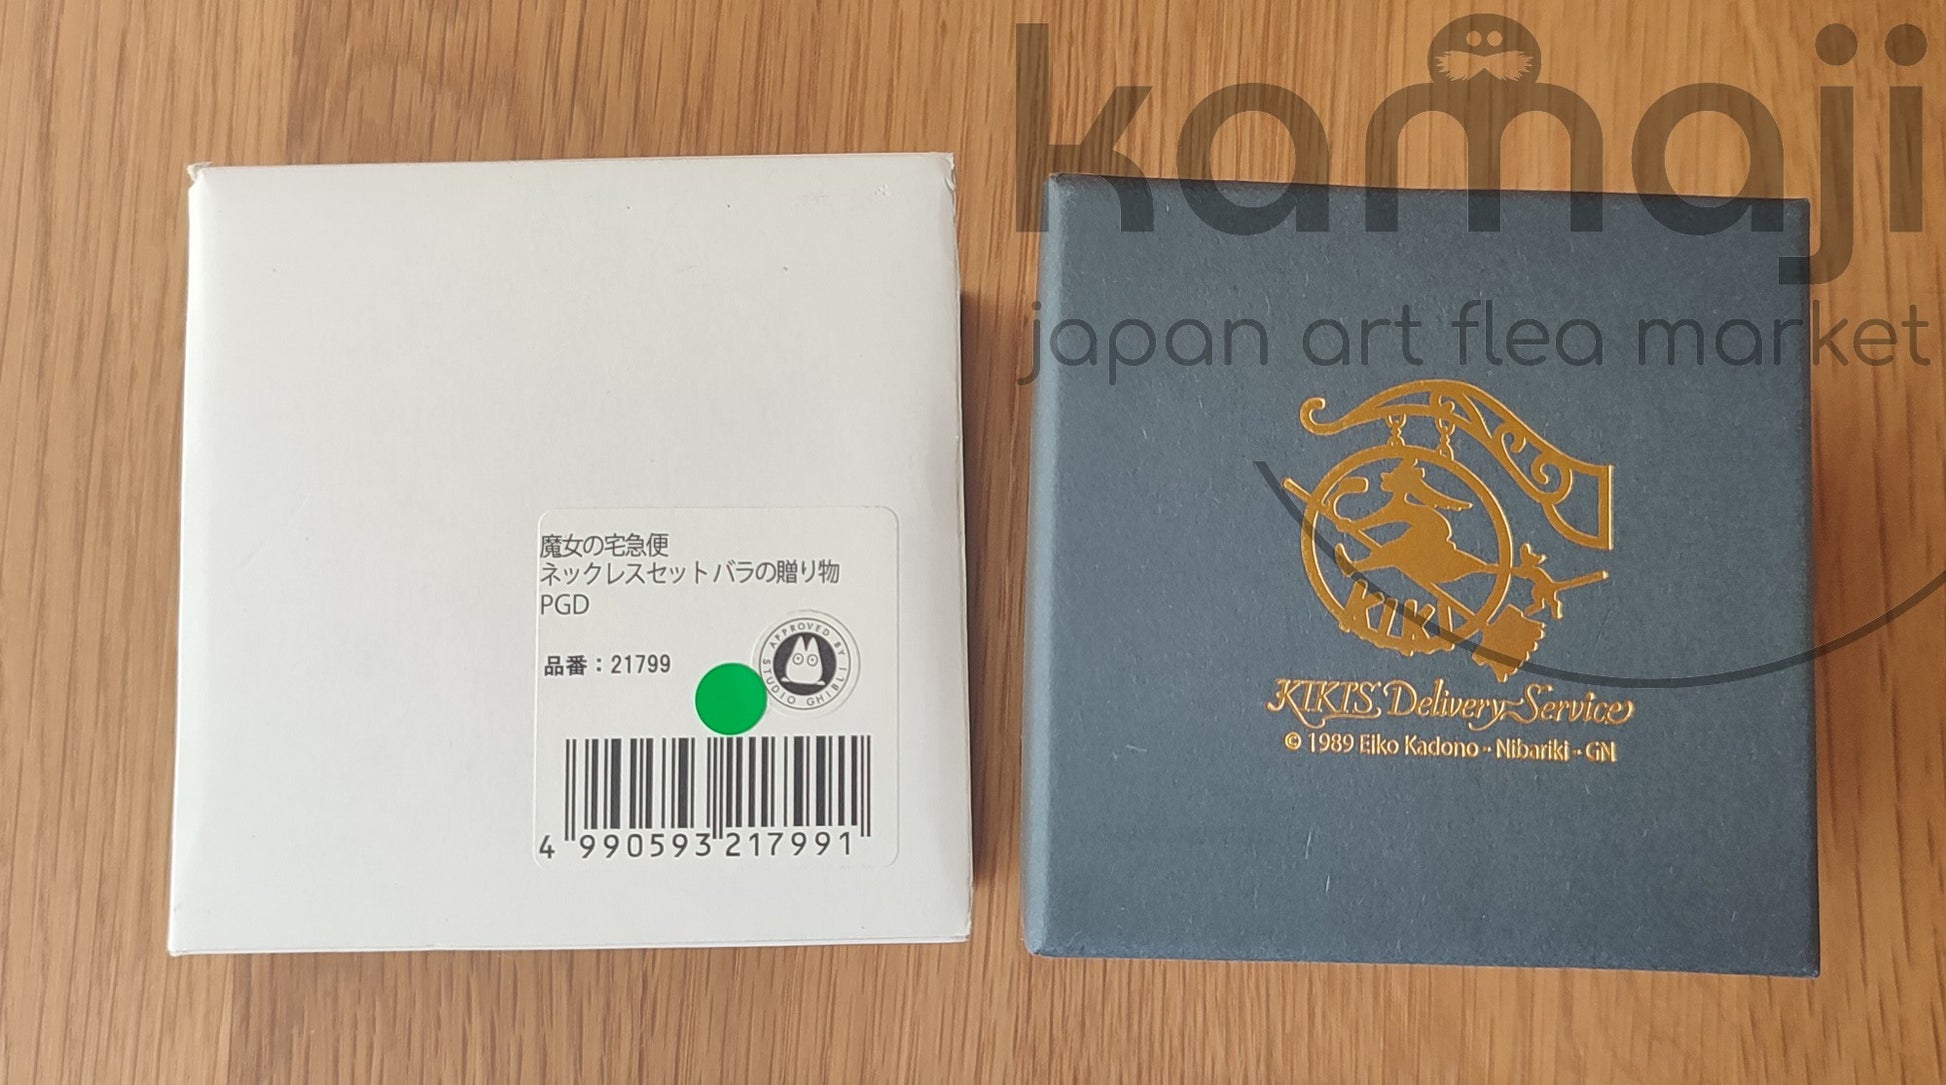 kamaji
japan art flea market
魔女の宅急便
ネックレスセット バラの贈り物
PGD
品番：21799
APPROVED BY
STUDIO GHIBLI
4 990593 217991
KIKI
KIKI'S Delivery Service
© 1989 Eiko Kadono - Nibariki - GN